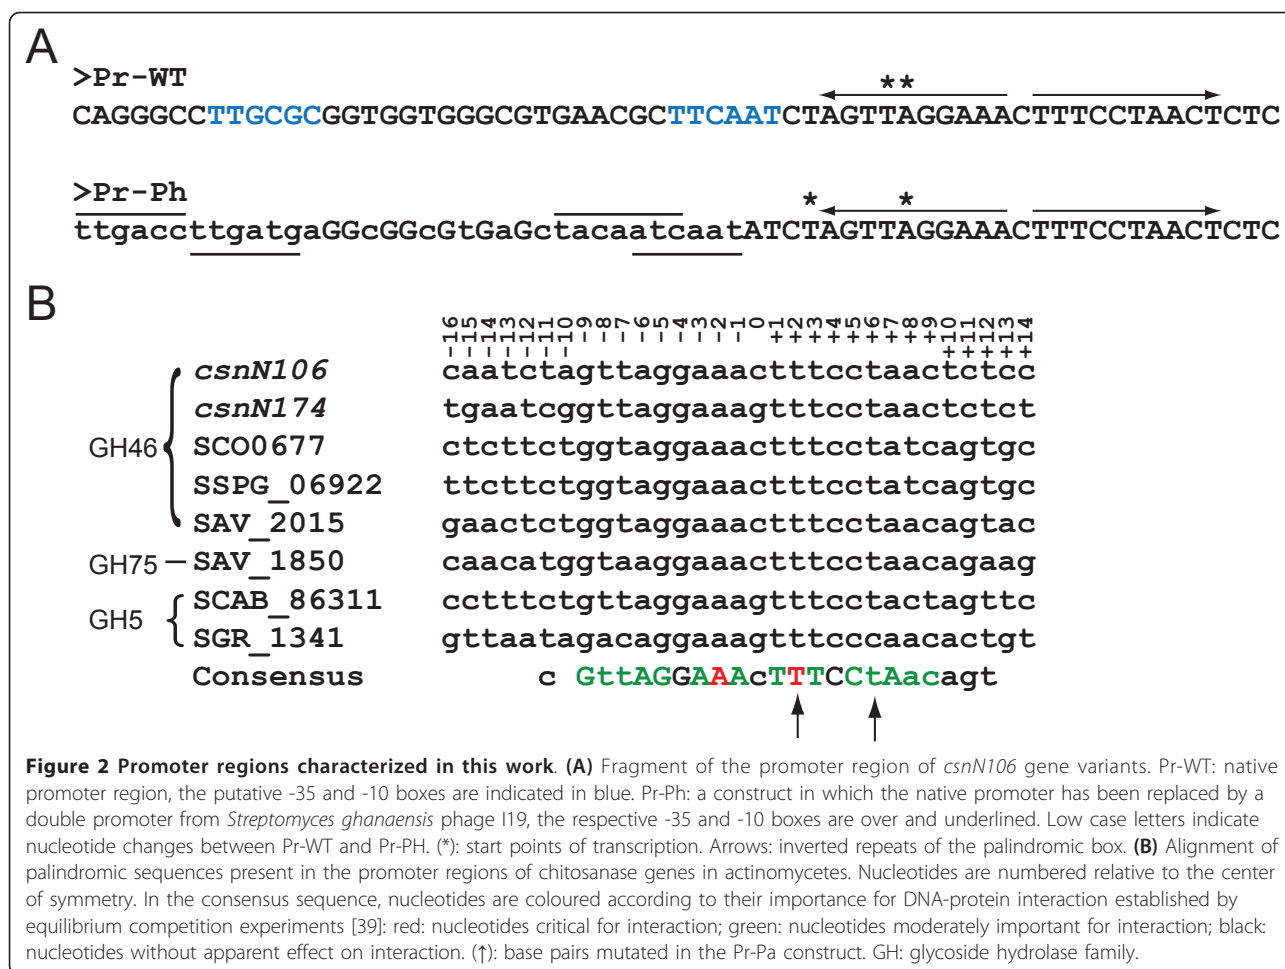 A
>Pr-WT
**
CAGGGCCTTGCGCGGTGGTGGGCGTGAACGCTTCAATCTAGTTAGGAAACTTTCCTAACTCTC
>Pr-Ph
* *
ttgaccttgatgaGGcGGcGtGaGctacaatcaatATCTAGTTAGGAAACTTTCCTAACTCTC
B
-16 -15 -14 -13 -12 -11 -10 -9 -8 -7 -6 -5 -4 -3 -2 -1 0 +1 +2 +3 +4 +5 +6 +7 +8 +9 +10 +11 +12 +13 +14
csnN106 caatctagttaggaaactttcctaactctcc
csnN174 tgaatcggttaggaaagtttcctaactctct
GH46 SCO0677 ctcttctggtaggaaactttcctatcagtgc
SSPG_06922 ttcttctggtaggaaactttcctatcagtgc
SAV_2015 gaactctggtaggaaactttcctaacagtac
GH75 SAV_1850 caacatggtaaggaaactttcctaacagaag
GH5 SCAB_86311 cctttctgttaggaaagtttcctactagttc
SGR_1341 gttaatagacaggaaagtttcccaacactgt
Consensus c GttAGGAAAcTTTCCtAacagt
Figure 2 Promoter regions characterized in this work. (A) Fragment of the promoter region of csnN106 gene variants. Pr-WT: native
promoter region, the putative -35 and -10 boxes are indicated in blue. Pr-Ph: a construct in which the native promoter has been replaced by a
double promoter from Streptomyces ghanaensis phage I19, the respective -35 and -10 boxes are over and underlined. Low case letters indicate
nucleotide changes between Pr-WT and Pr-PH. (*): start points of transcription. Arrows: inverted repeats of the palindromic box. (B) Alignment of
palindromic sequences present in the promoter regions of chitosanase genes in actinomycetes. Nucleotides are numbered relative to the center
of symmetry. In the consensus sequence, nucleotides are coloured according to their importance for DNA-protein interaction established by
equilibrium competition experiments [39]: red: nucleotides critical for interaction; green: nucleotides moderately important for interaction; black:
nucleotides without apparent effect on interaction. (↑): base pairs mutated in the Pr-Pa construct. GH: glycoside hydrolase family.